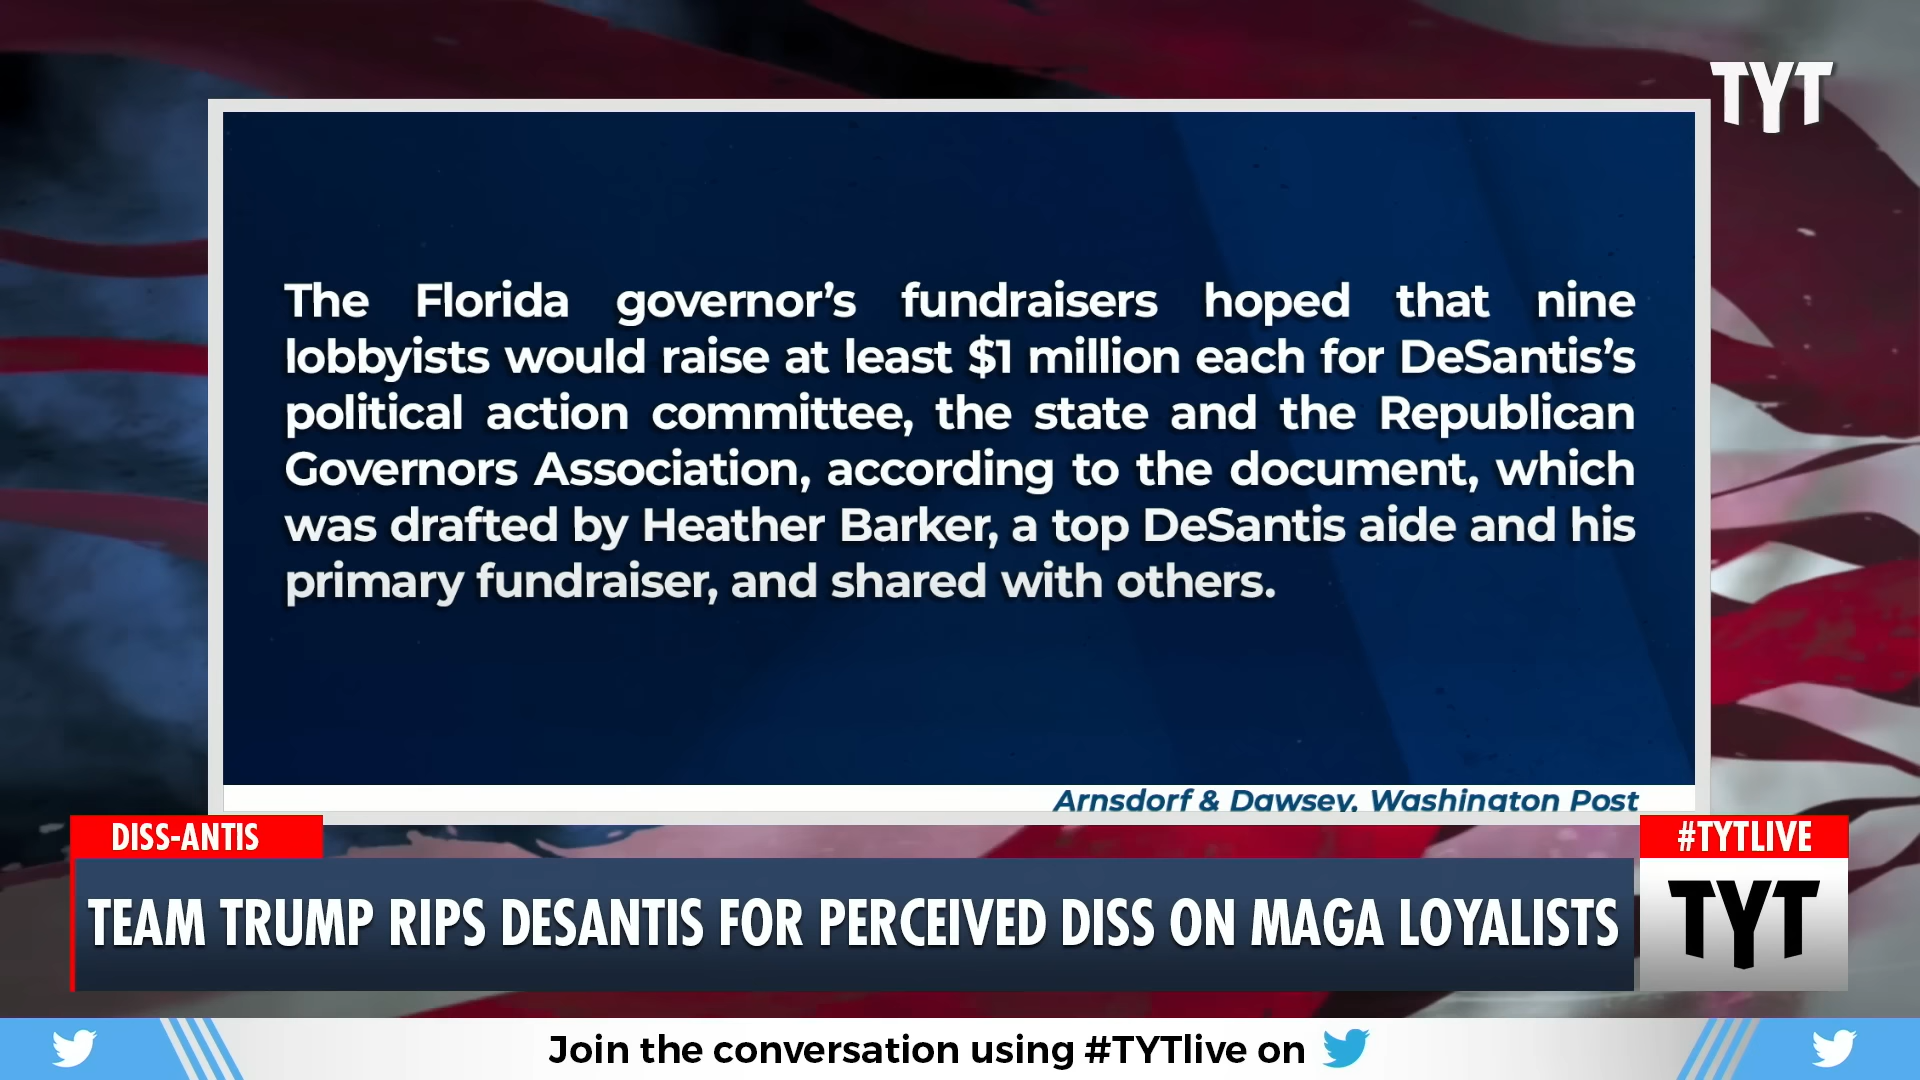 TYT
The Florida governor's fundraisers hoped that nine
lobbyists would raise at least $1 million each for DeSantis's
political action committee, the state and the Republican
Governors Association, according to the document, which
was drafted by Heather Barker, a top DeSantis aide and his
primary fundraiser, and shared with others.
Arnsdorf & Dawsey, Washington Post
DISS-ANTIS
#TYTLIVE
TEAM TRUMP RIPS DESANTIS FOR PERCEIVED DISS ON MAGA LOYALISTS
TYT
Join the conversation using #TYTlive on